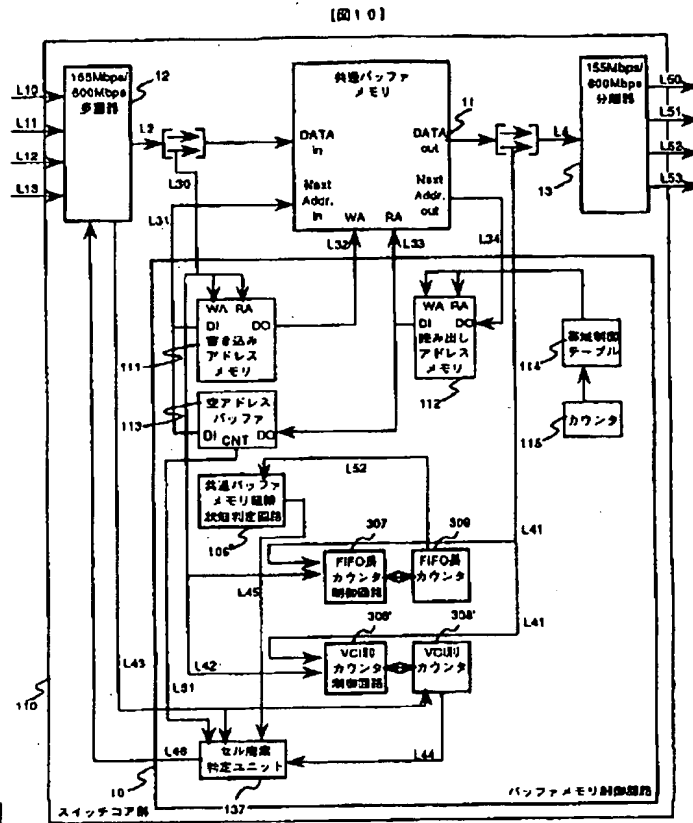 [図10]
155Mbps/
600Mbps
多重器
12
L10
L11
L12
L13
L2
L30
共通バッファ
メモリ
11
DATA
in
DATA
out
Next
Addr.
in
Next
Addr.
out
WA
RA
L4
155Mbps/
600Mbps
分離器
13
L50
L51
L52
L53
L31
L32
L33
L34
WA RA
DI DO
書き込み
アドレス
メモリ
111
WA RA
DI DO
読み出し
アドレス
メモリ
112
帯域制御
テーブル
114
カウンタ
115
空アドレス
バッファ
DI CNT DO
113
共通バッファ
メモリ
状態判定回路
106'
L52
307
309
FIFO長
カウンタ
制御回路
FIFO長
カウンタ
L41
L45
306'
308'
VCI別
カウンタ
制御回路
VCI別
カウンタ
L41
L43
L42
L51
L44
L46
セル廃棄
判定ユニット
137
110
10
スイッチコア部
バッファメモリ制御回路